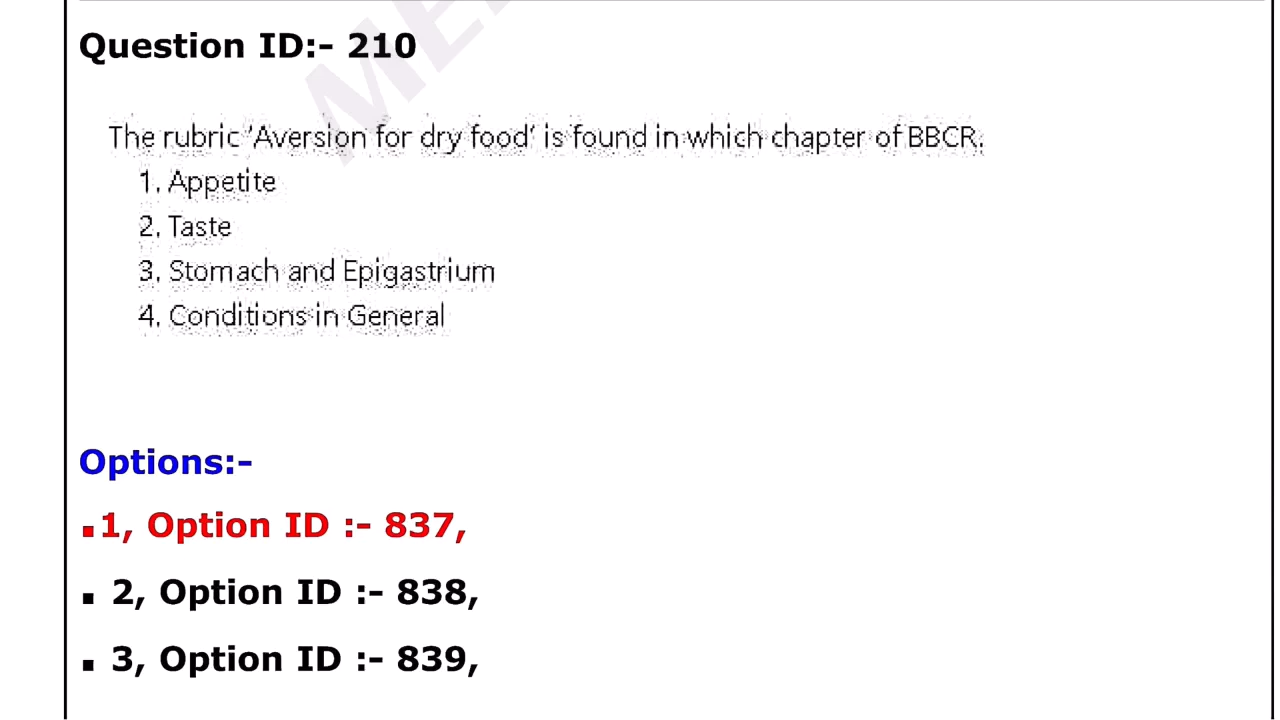 Question ID:- 210
The rubric 'Aversion for dry food' is found in which chapter of BBCR.
1. Appetite
2. Taste
3. Stomach and Epigastrium
4. Conditions in General
Options:-
1, Option ID :- 837,
2, Option ID :- 838,
3, Option ID :- 839,